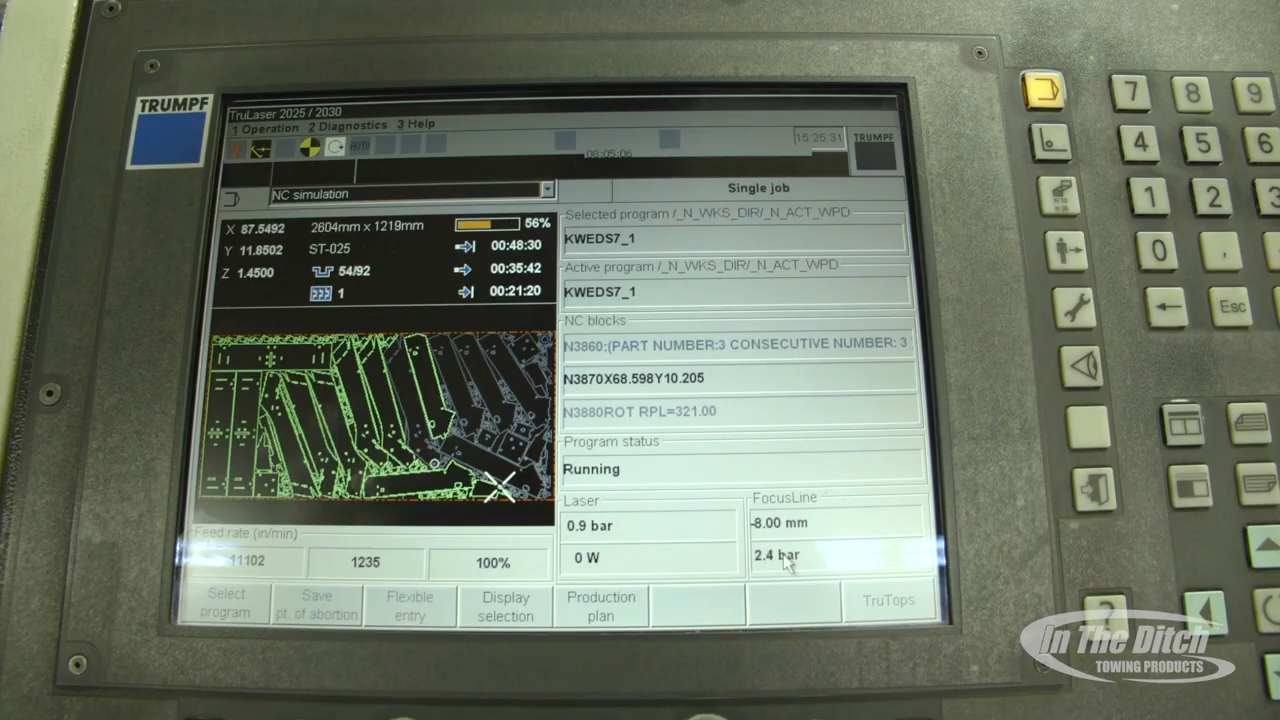 TRUMPF
TruLaser 2025 / 2030
1 Operation 2 Diagnostics 3 Help
AUTO
15:25:31
TRUMPF
08:05:06
NC simulation
Single job
X 87.5492
2604mm x 1219mm
56%
Y 11.8502
ST-025
00:48:30
Z 1.4500
54/92
00:35:42
1
00:21:20
Selected program /_N_WKS_DIR/_N_ACT_WPD
KWEDS7_1
Active program /_N_WKS_DIR/_N_ACT_WPD
KWEDS7_1
NC blocks
N3860;(PART NUMBER:3 CONSECUTIVE NUMBER: 3
N3870X68.598Y10.205
N3880ROT RPL=321.00
Program status
Running
Laser
FocusLine
0.9 bar
-8.00 mm
0 W
2.4 bar
Feed rate (in/min)
11102
1235
100%
Select program
Save pt. of abortion
Flexible entry
Display selection
Production plan
TruTops
7 8 9
4 5 6
1 2 3
0 ,
Esc
?
In The Ditch
TOWING PRODUCTS